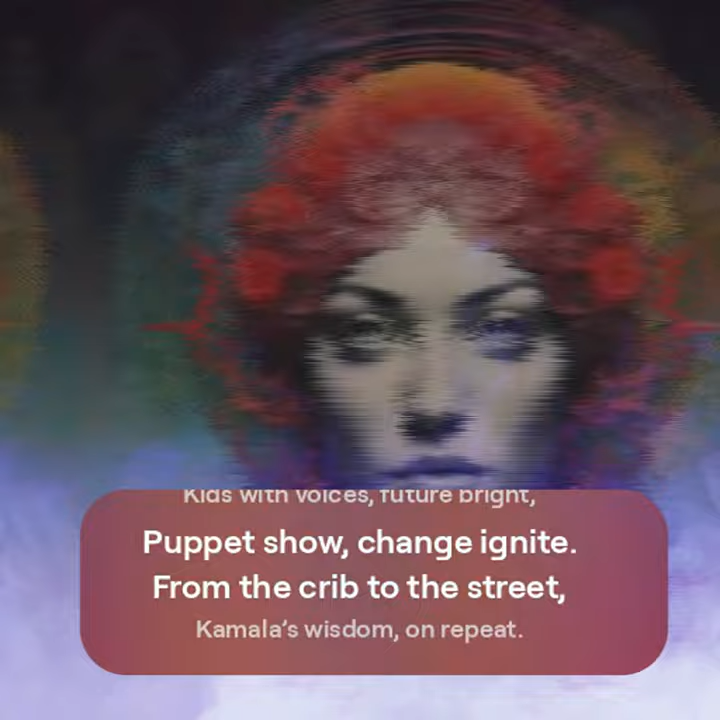 Kids with voices, future bright,
Puppet show, change ignite.
From the crib to the street,
Kamala's wisdom, on repeat.